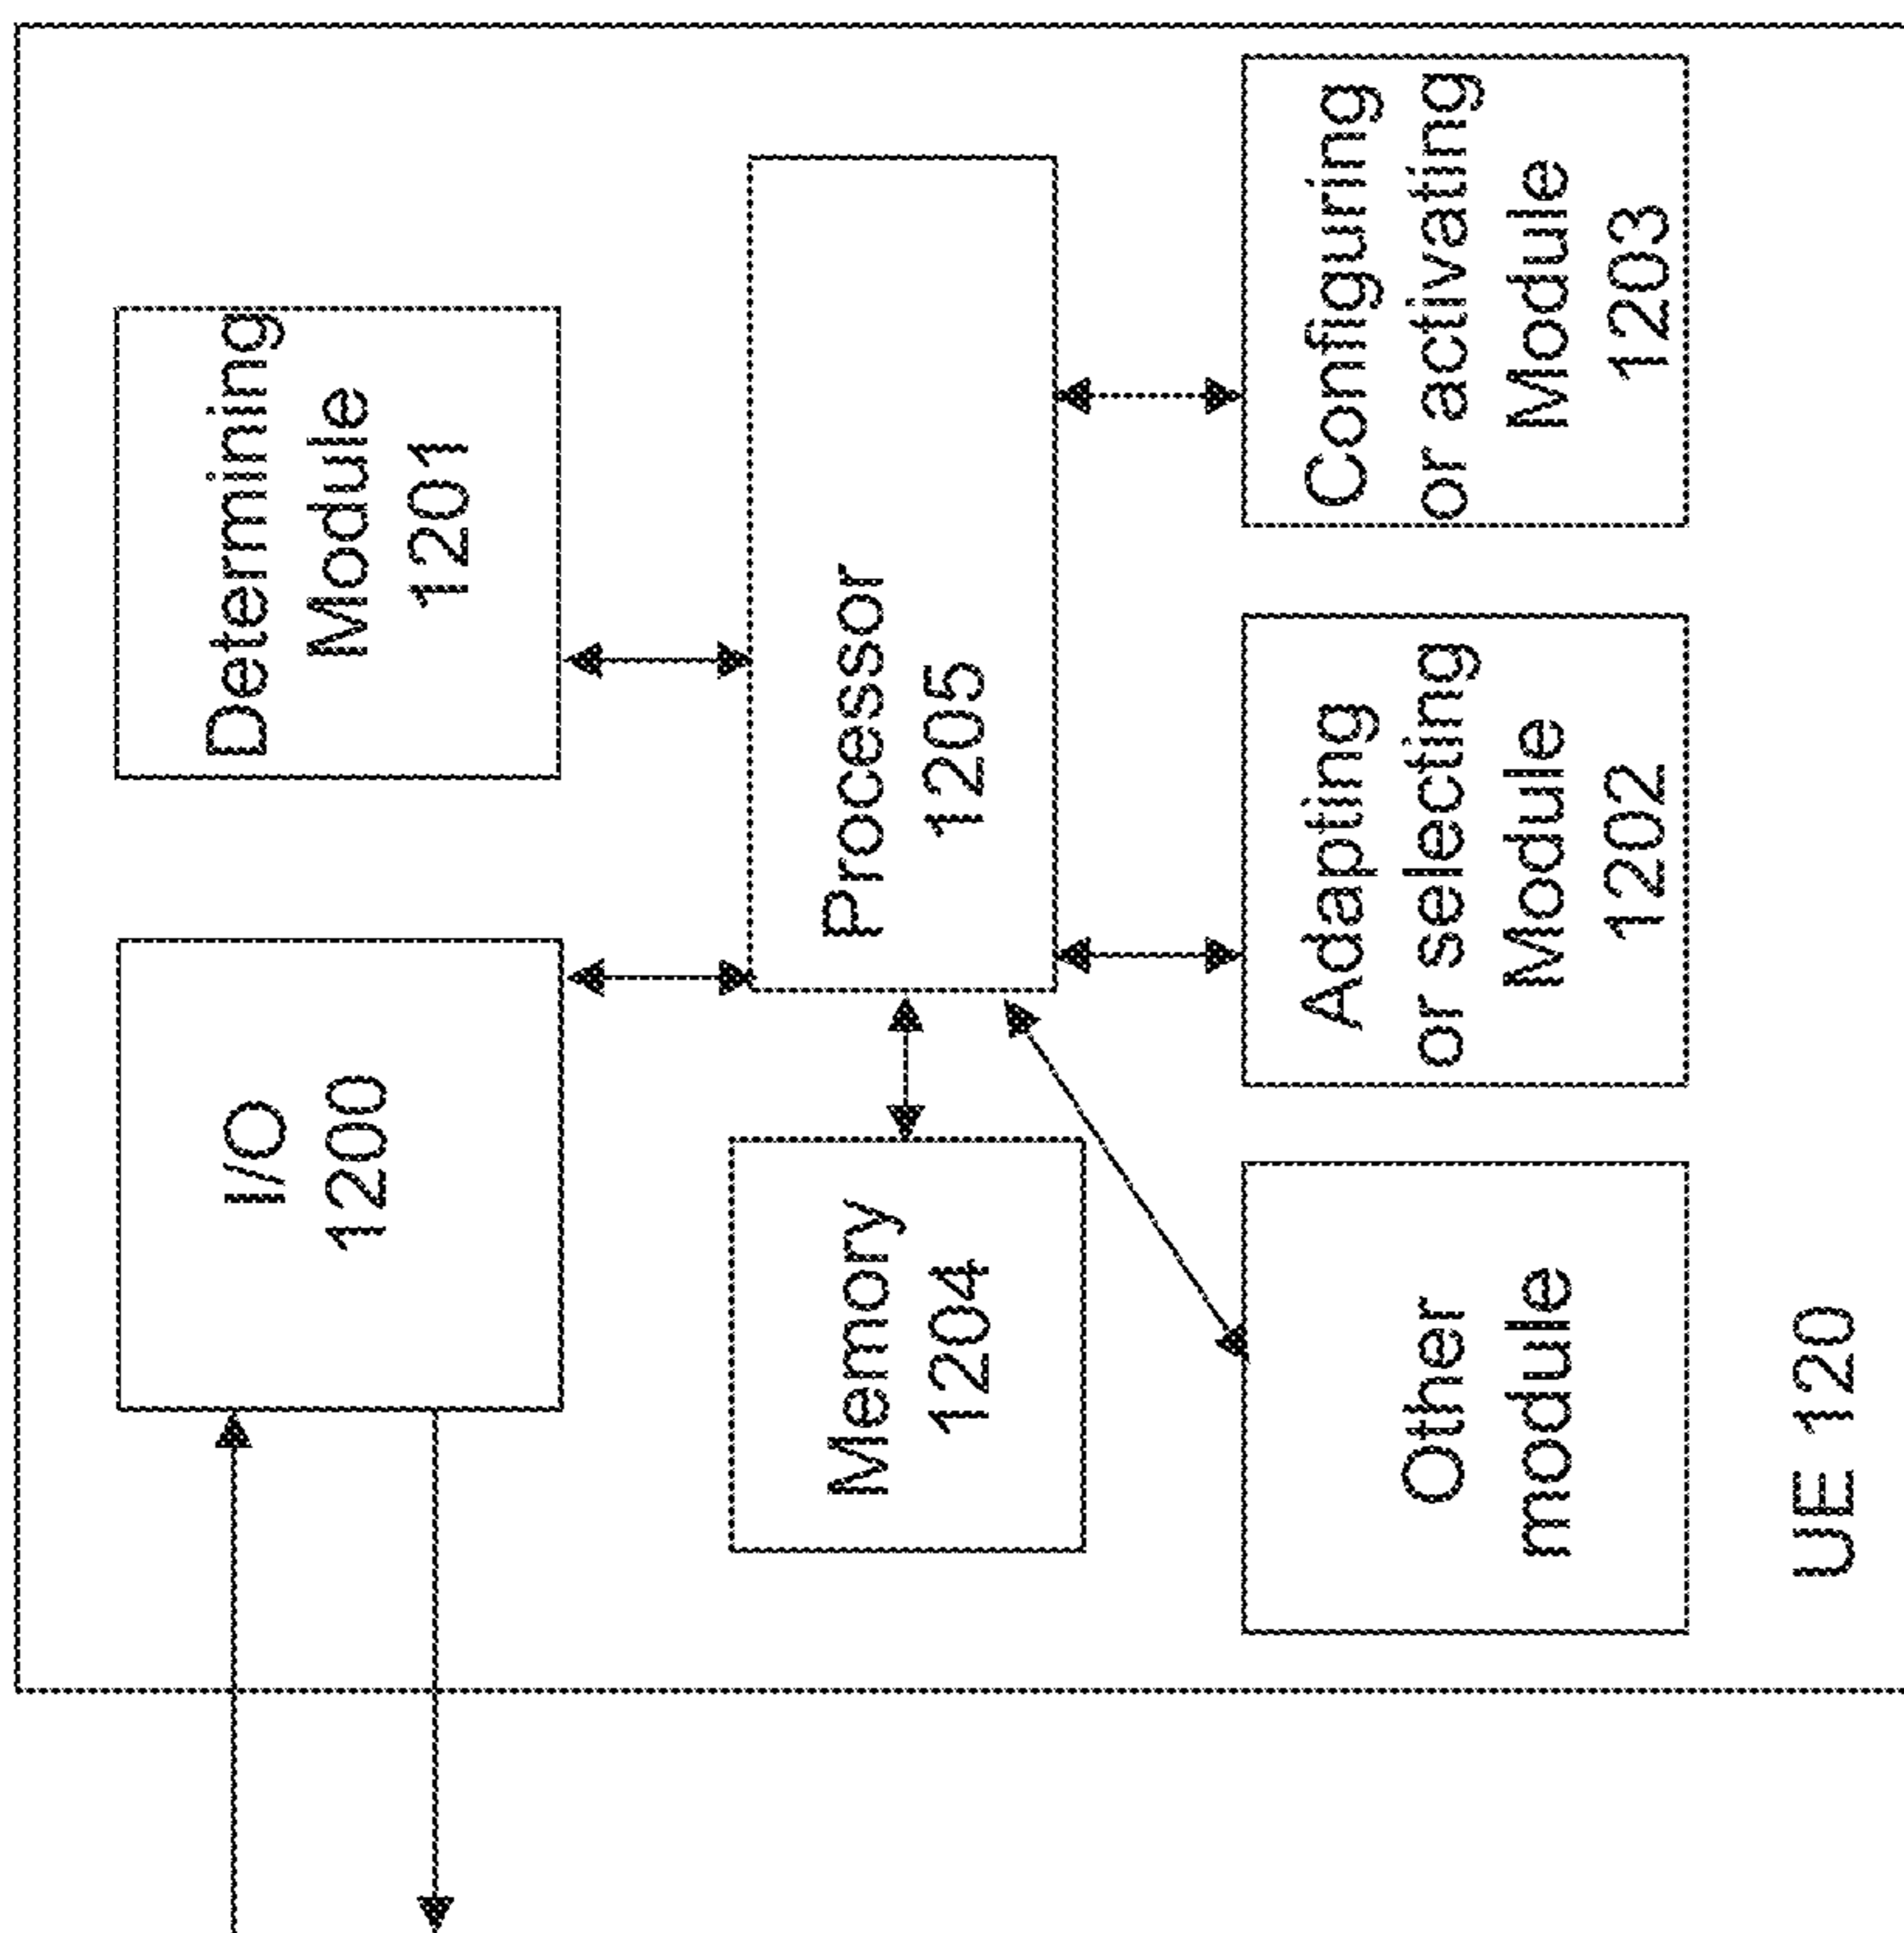 I/O
1200
Determining
Module
1201
Memory
1204
Processor
1205
Other
module
Adapting
or selecting
Module
1202
Configuring
or activating
Module
1203
UE 120